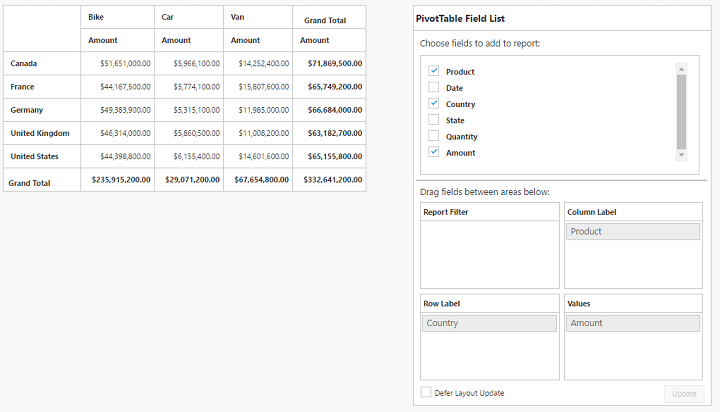 Bike Car Van Grand Total
Amount Amount Amount Amount
Canada $51,651,000.00 $5,966,100.00 $14,252,400.00 $71,869,500.00
France $44,167,500.00 $5,774,100.00 $15,807,600.00 $65,749,200.00
Germany $49,383,900.00 $5,315,100.00 $11,985,000.00 $66,684,000.00
United Kingdom $46,314,000.00 $5,860,500.00 $11,008,200.00 $63,182,700.00
United States $44,398,800.00 $6,155,400.00 $14,601,600.00 $65,155,800.00
Grand Total $235,915,200.00 $29,071,200.00 $67,654,800.00 $332,641,200.00
PivotTable Field List
Choose fields to add to report:
Product
Date
Country
State
Quantity
Amount
Drag fields between areas below:
Report Filter
Column Label
Product
Row Label
Country
Values
Amount
Defer Layout Update
Update